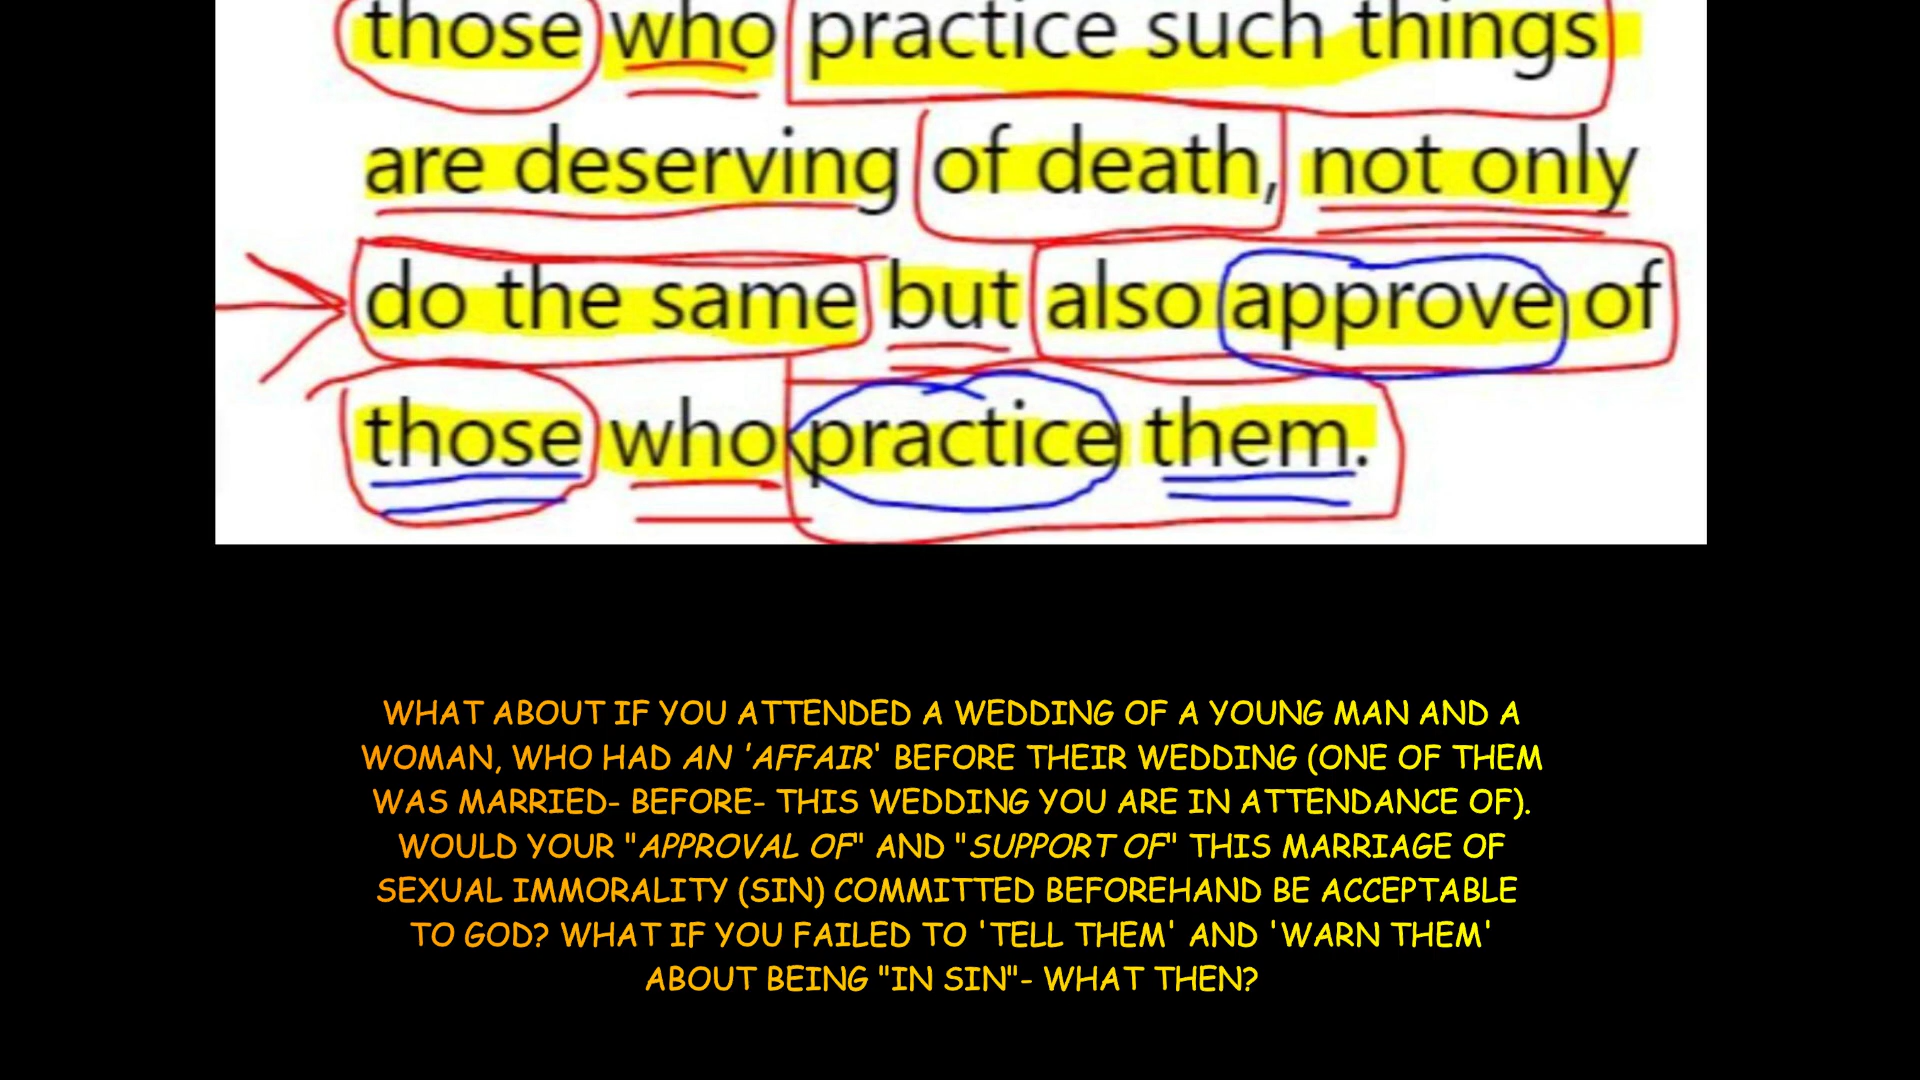 those who practice such things
are deserving of death, not only
do the same but also approve of
those who practice them.
WHAT ABOUT IF YOU ATTENDED A WEDDING OF A YOUNG MAN AND A
WOMAN, WHO HAD AN 'AFFAIR' BEFORE THEIR WEDDING (ONE OF THEM
WAS MARRIED- BEFORE- THIS WEDDING YOU ARE IN ATTENDANCE OF).
WOULD YOUR "APPROVAL OF" AND "SUPPORT OF" THIS MARRIAGE OF
SEXUAL IMMORALITY (SIN) COMMITTED BEFOREHAND BE ACCEPTABLE
TO GOD? WHAT IF YOU FAILED TO 'TELL THEM' AND 'WARN THEM'
ABOUT BEING "IN SIN"- WHAT THEN?